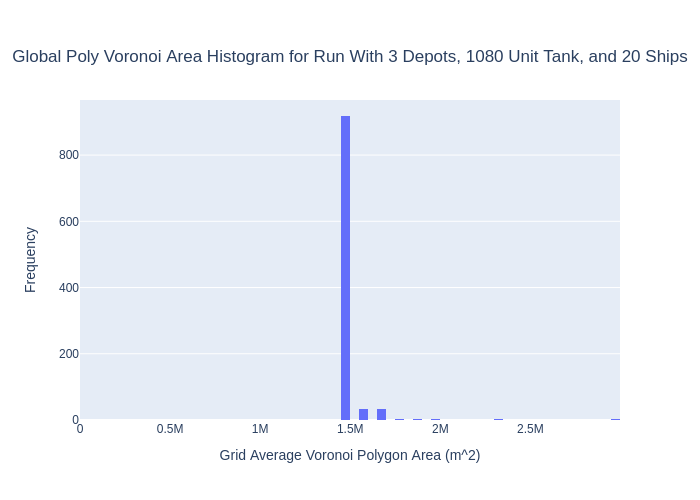 Global Poly Voronoi Area Histogram for Run With 3 Depots, 1080 Unit Tank, and 20 Ships
Frequency
800
600
400
200
0
0 0.5M 1M 1.5M 2M 2.5M
Grid Average Voronoi Polygon Area (m^2)